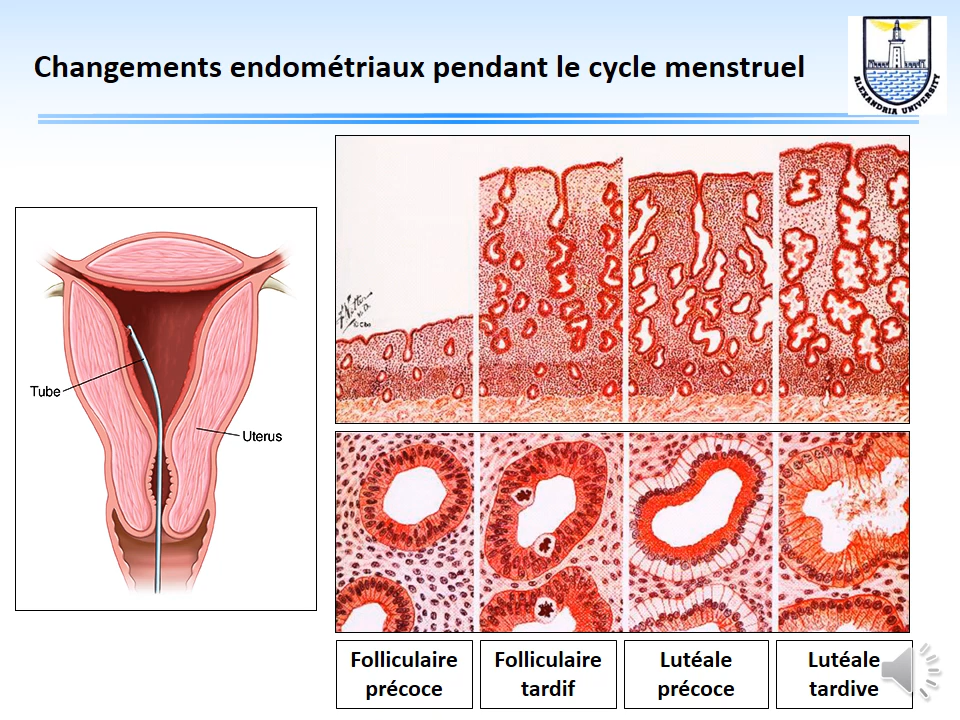 Changements endométriaux pendant le cycle menstruel
ALEXANDRIA UNIVERSITY
Tube
Uterus
Folliculaire
précoce
Folliculaire
tardif
Lutéale
précoce
Lutéale
tardive